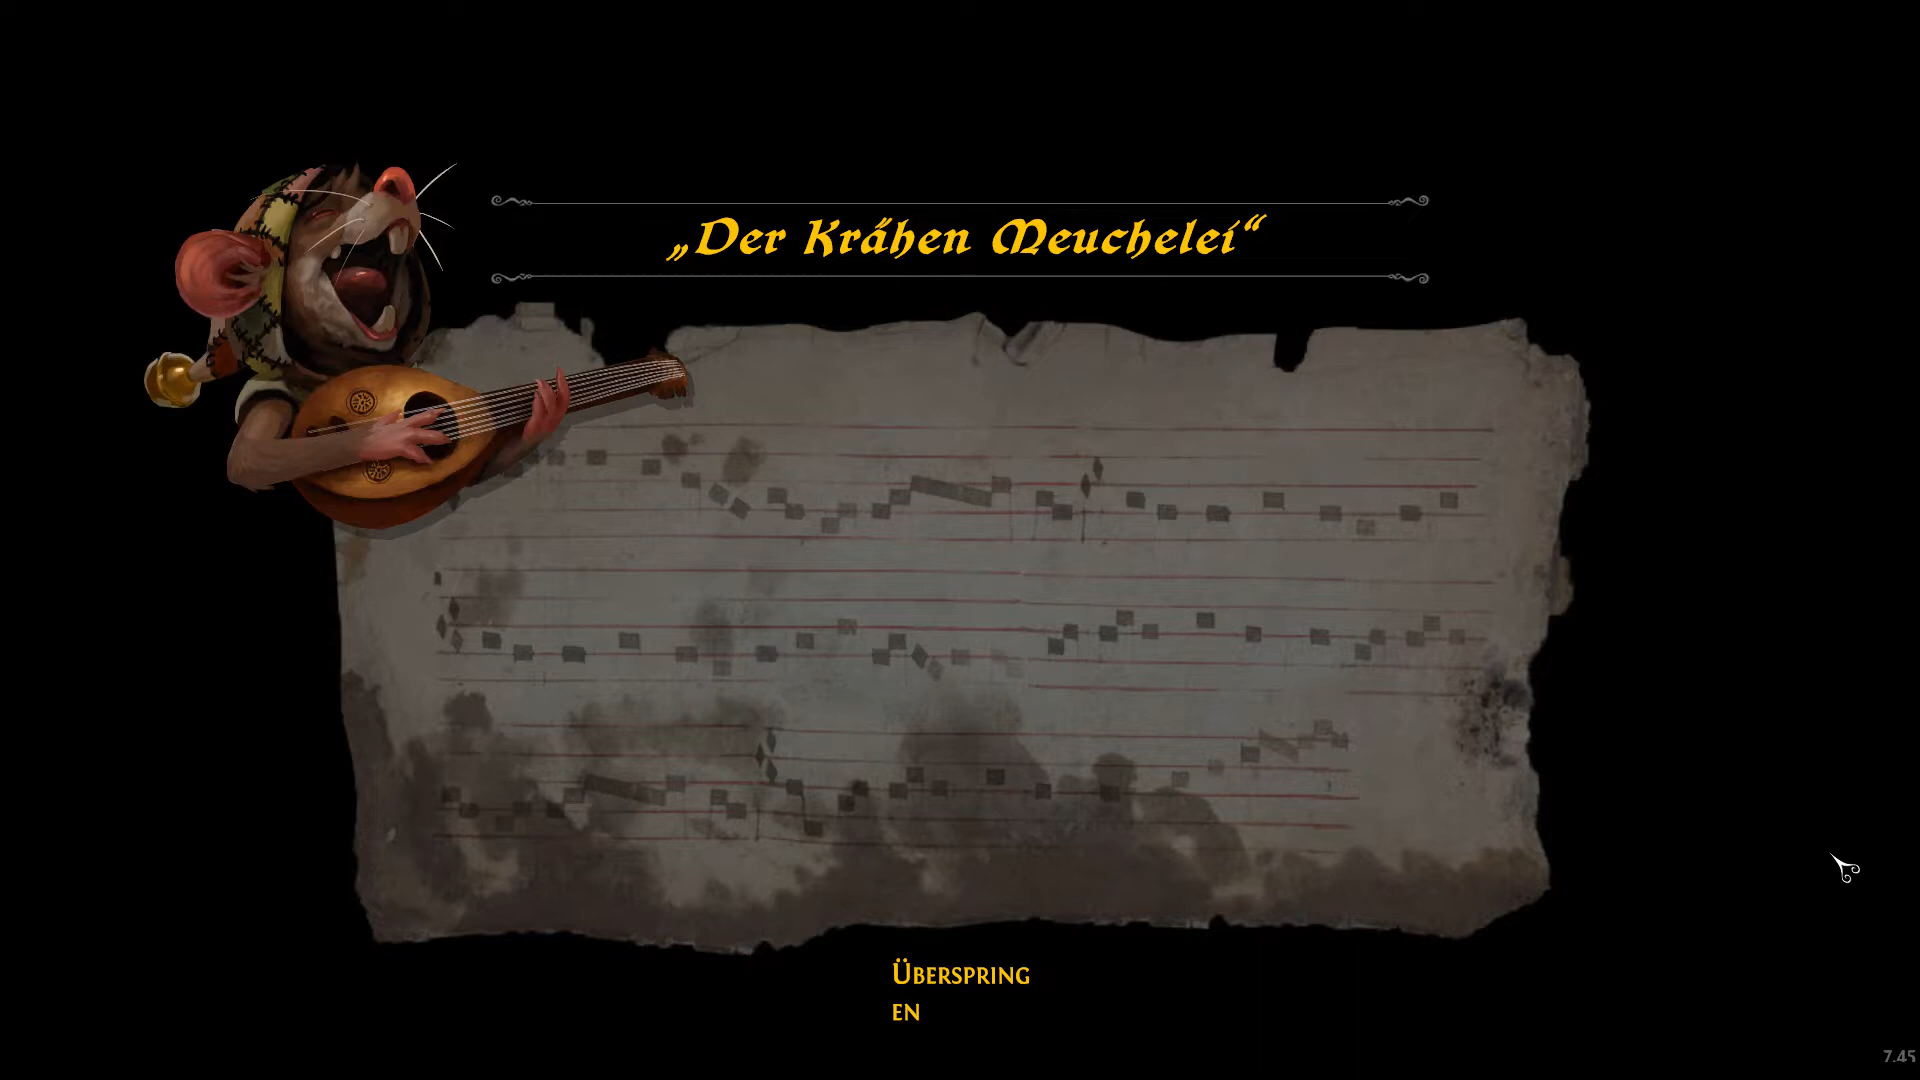 „Der Krähen Meuchelei“
Überspring
en
7.45